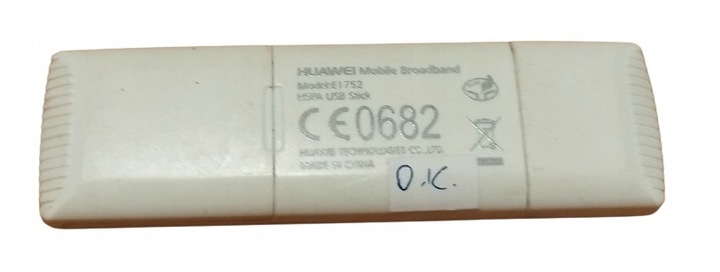 HUAWEI Mobile Broadband
Model:E1752
HSPA USB Stick
CE0682
HUAWEI TECHNOLOGIES CO.,LTD.
MADE IN CHINA
O.K.